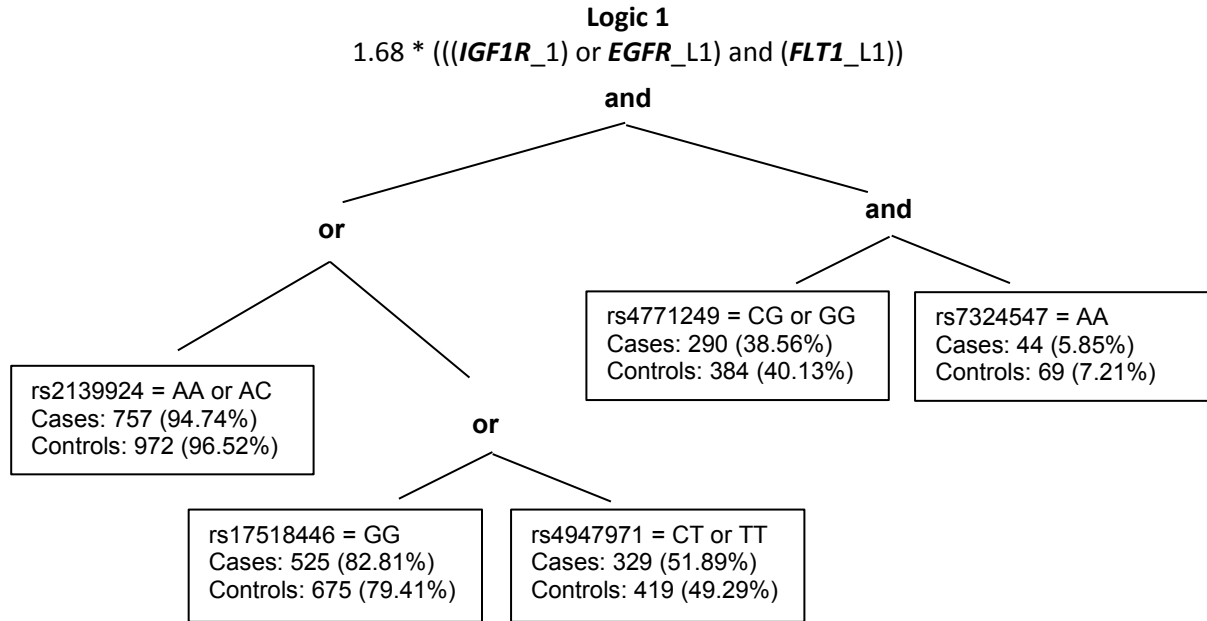 Logic 1
1.68 * (((IGF1R_1) or EGFR_L1) and (FLT1_L1))
and
or
and
rs4771249 = CG or GG
Cases: 290 (38.56%)
Controls: 384 (40.13%)
rs7324547 = AA
Cases: 44 (5.85%)
Controls: 69 (7.21%)
rs2139924 = AA or AC
Cases: 757 (94.74%)
Controls: 972 (96.52%)
or
rs17518446 = GG
Cases: 525 (82.81%)
Controls: 675 (79.41%)
rs4947971 = CT or TT
Cases: 329 (51.89%)
Controls: 419 (49.29%)